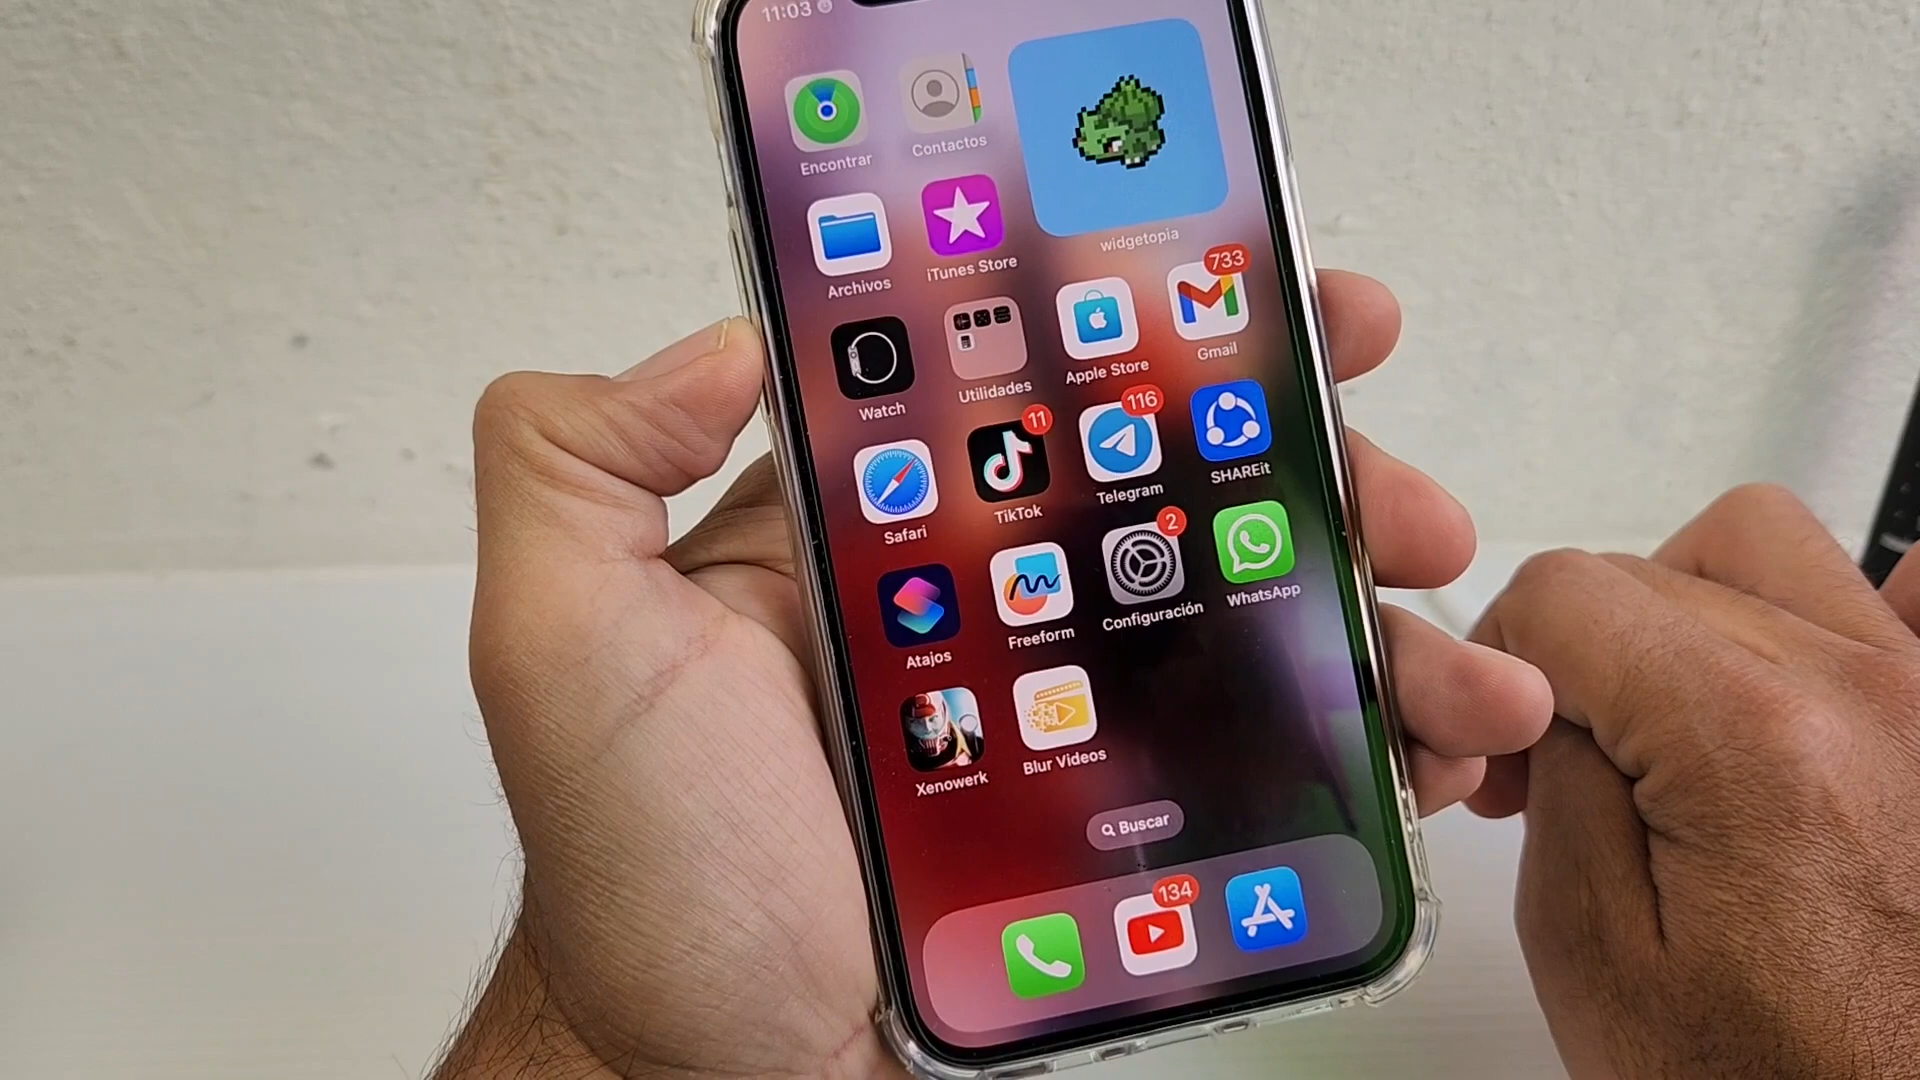 11:03
Encontrar
Contactos
widgetopia
Archivos
iTunes Store
Watch
Utilidades
Apple Store
733
Gmail
Safari
11
TikTok
116
Telegram
SHAREit
Atajos
Freeform
2
Configuración
WhatsApp
Xenowerk
Blur Videos
Buscar
134